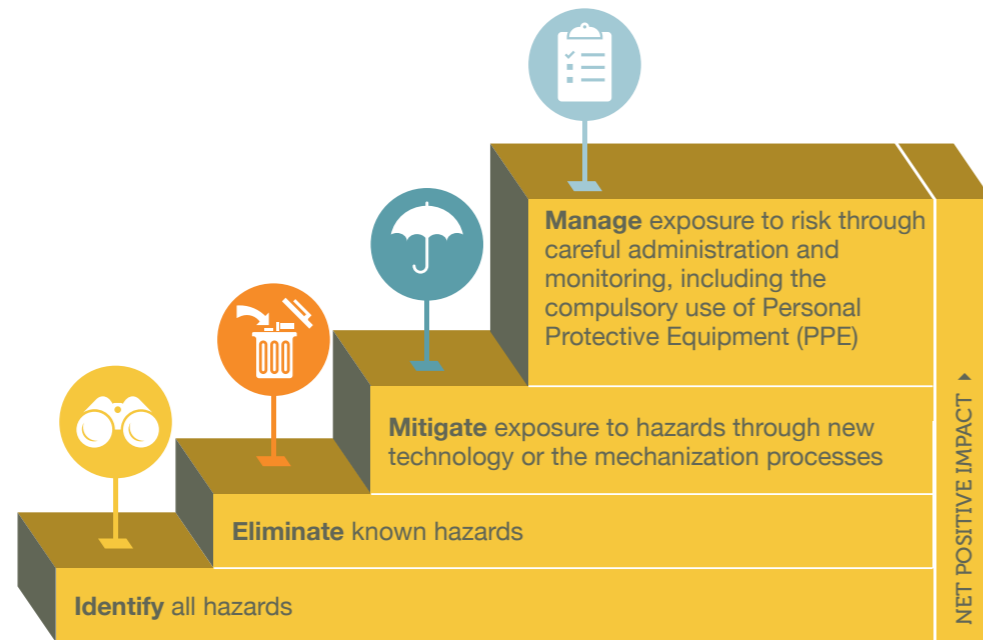 Manage exposure to risk through
careful administration and
monitoring, including the
compulsory use of Personal
Protective Equipment (PPE)
Mitigate exposure to hazards through new
technology or the mechanization processes
Eliminate known hazards
Identify all hazards
NET POSITIVE IMPACT